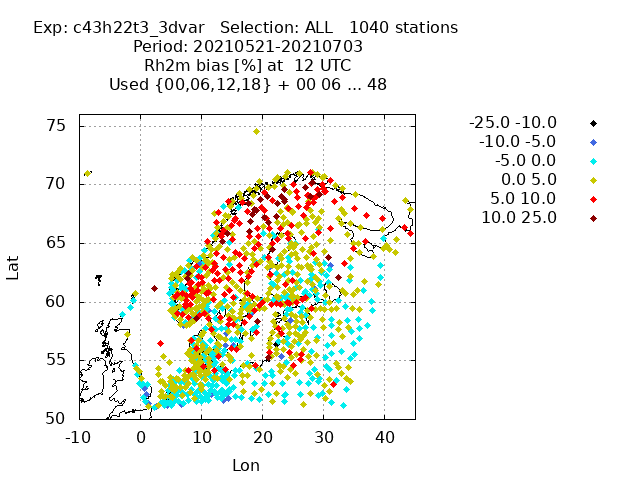 Exp: c43h22t3_3dvar   Selection: ALL   1040 stations
Period: 20210521-20210703
Rh2m bias [%] at  12 UTC
Used {00,06,12,18} + 00 06 ... 48
-25.0 -10.0
-10.0 -5.0
-5.0 0.0
0.0 5.0
5.0 10.0
10.0 25.0
75
70
65
60
55
50
Lat
-10 0 10 20 30 40
Lon